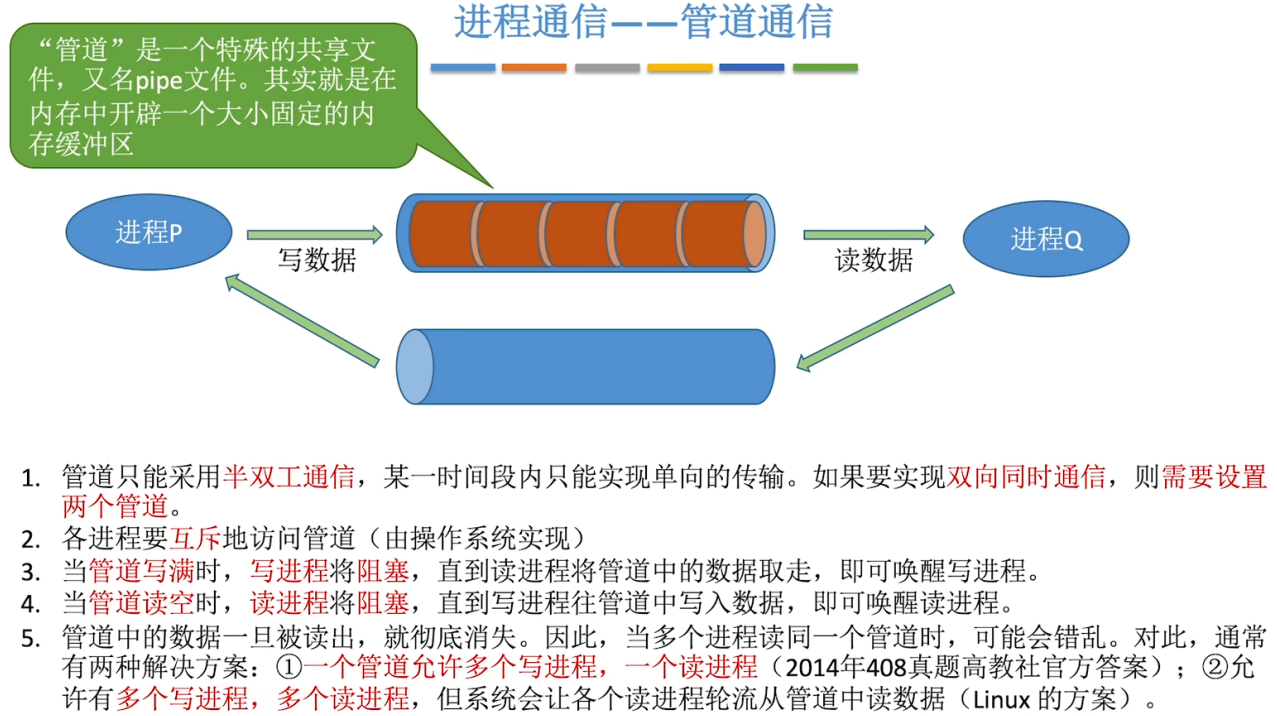 进程通信——管道通信
“管道”是一个特殊的共享文
件，又名pipe文件。其实就是在
内存中开辟一个大小固定的内
存缓冲区
进程P
写数据
读数据
进程Q
1. 管道只能采用半双工通信，某一时间段内只能实现单向的传输。如果要实现双向同时通信，则需要设置
两个管道。
2. 各进程要互斥地访问管道（由操作系统实现）
3. 当管道写满时，写进程将阻塞，直到读进程将管道中的数据取走，即可唤醒写进程。
4. 当管道读空时，读进程将阻塞，直到写进程往管道中写入数据，即可唤醒读进程。
5. 管道中的数据一旦被读出，就彻底消失。因此，当多个进程读同一个管道时，可能会错乱。对此，通常
有两种解决方案：①一个管道允许多个写进程，一个读进程（2014年408真题高教社官方答案）；②允
许有多个写进程，多个读进程，但系统会让各个读进程轮流从管道中读数据（Linux 的方案）。